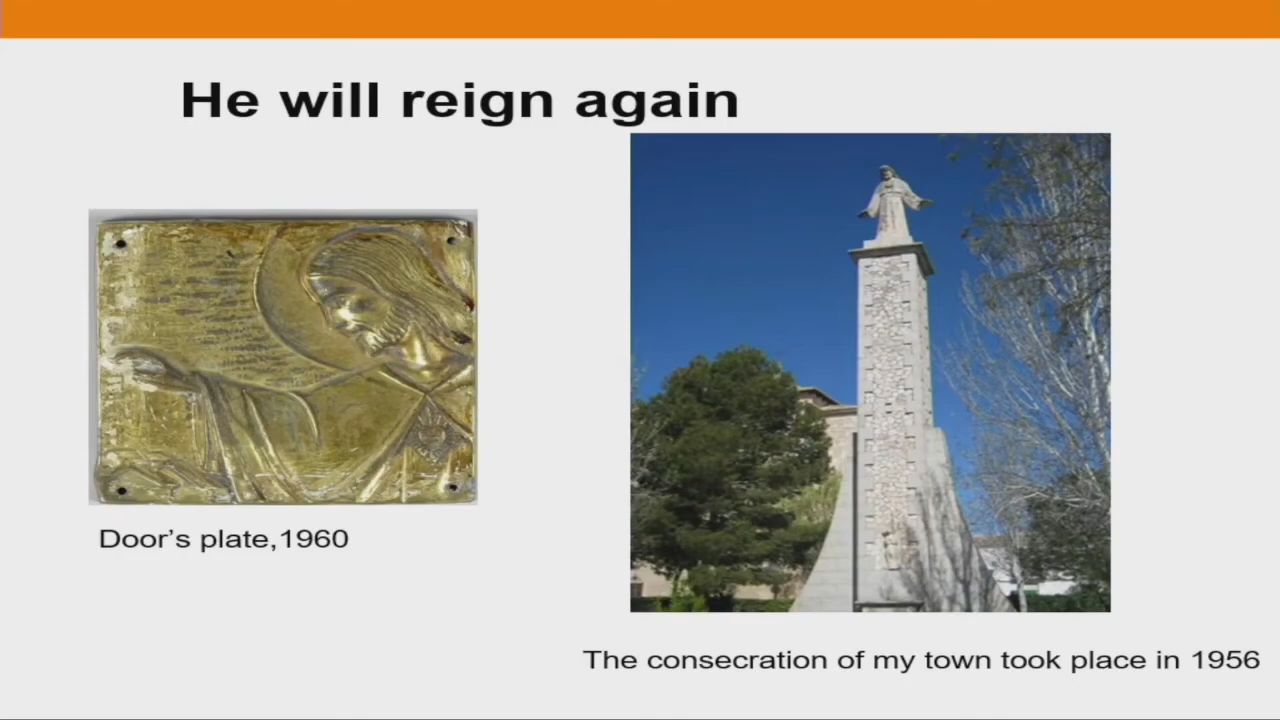 He will reign again
Door's plate,1960
The consecration of my town took place in 1956